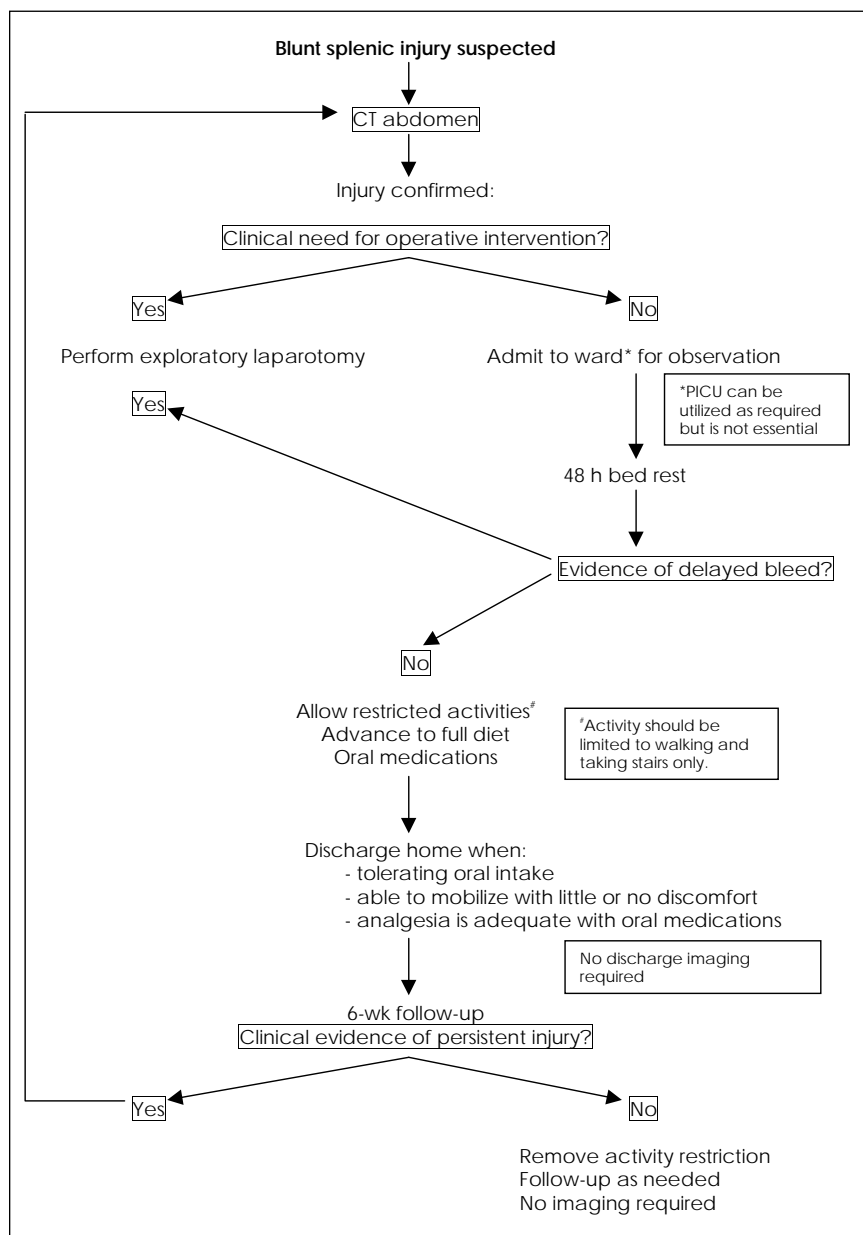 Blunt splenic injury suspected
CT abdomen
Injury confirmed:
Clinical need for operative intervention?
Yes
No
Perform exploratory laparotomy
Admit to ward* for observation
Yes
*PICU can be
utilized as required
but is not essential
48 h bed rest
Evidence of delayed bleed?
No
Allow restricted activities#
Advance to full diet
Oral medications
#Activity should be
limited to walking and
taking stairs only.
Discharge home when:
- tolerating oral intake
- able to mobilize with little or no discomfort
- analgesia is adequate with oral medications
No discharge imaging
required
6-wk follow-up
Clinical evidence of persistent injury?
Yes
No
Remove activity restriction
Follow-up as needed
No imaging required